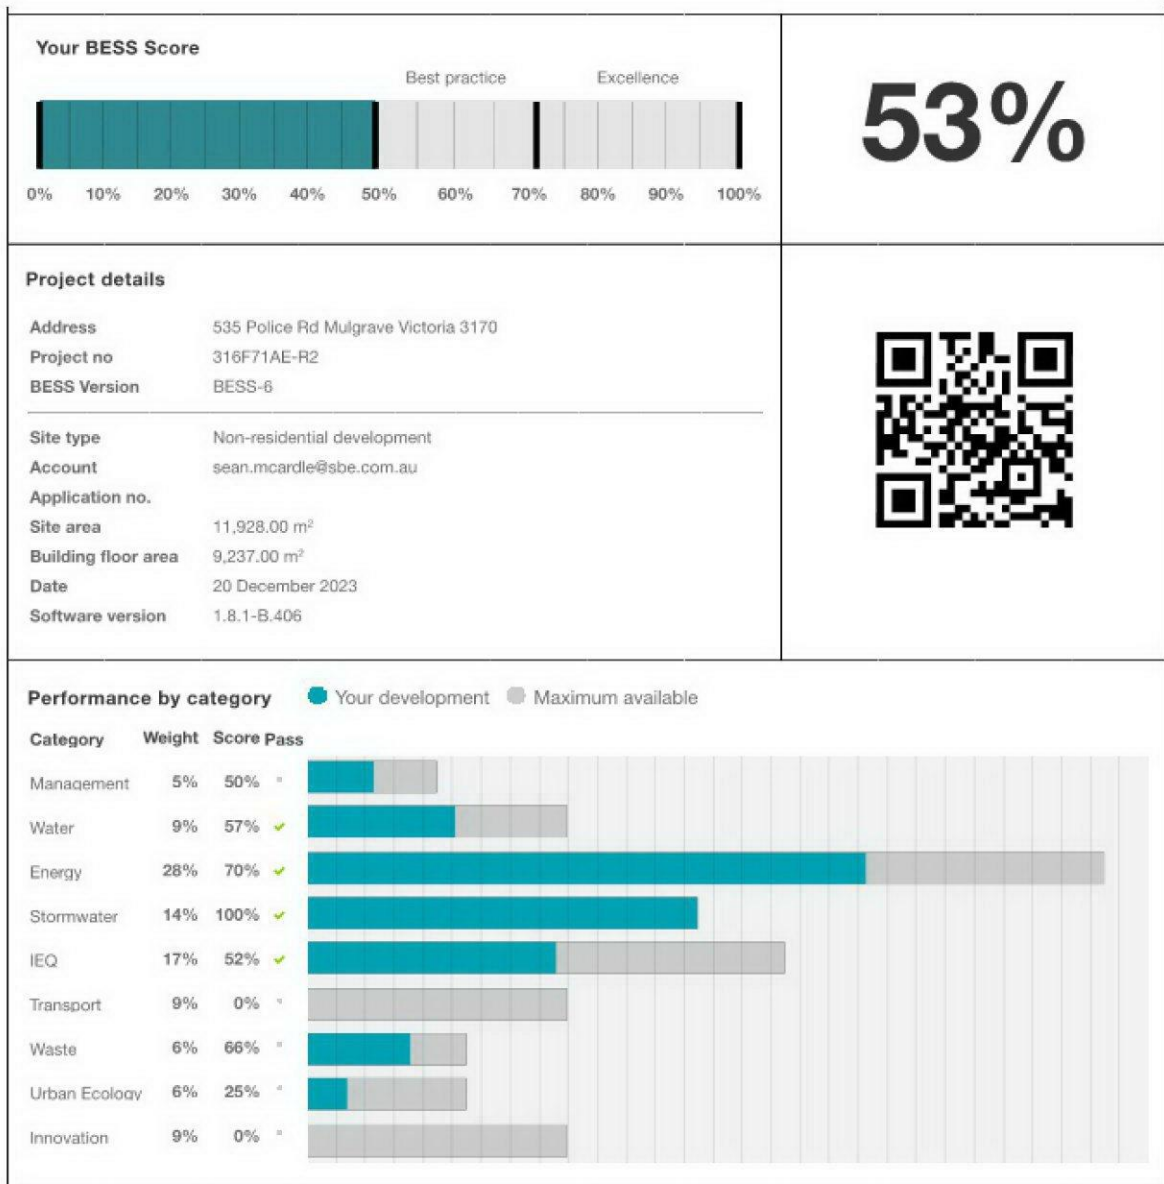 Your BESS Score
Best practice Excellence
0% 10% 20% 30% 40% 50% 60% 70% 80% 90% 100%
53%
Project details
Address 535 Police Rd Mulgrave Victoria 3170
Project no 316F71AE-R2
BESS Version BESS-6
Site type Non-residential development
Account sean.mcardle@sbe.com.au
Application no.
Site area 11,928.00 m²
Building floor area 9,237.00 m²
Date 20 December 2023
Software version 1.8.1-B.406
Performance by category Your development Maximum available
Category Weight Score Pass
Management 5% 50%
Water 9% 57% ✓
Energy 28% 70% ✓
Stormwater 14% 100% ✓
IEQ 17% 52% ✓
Transport 9% 0%
Waste 6% 66%
Urban Ecology 6% 25%
Innovation 9% 0%